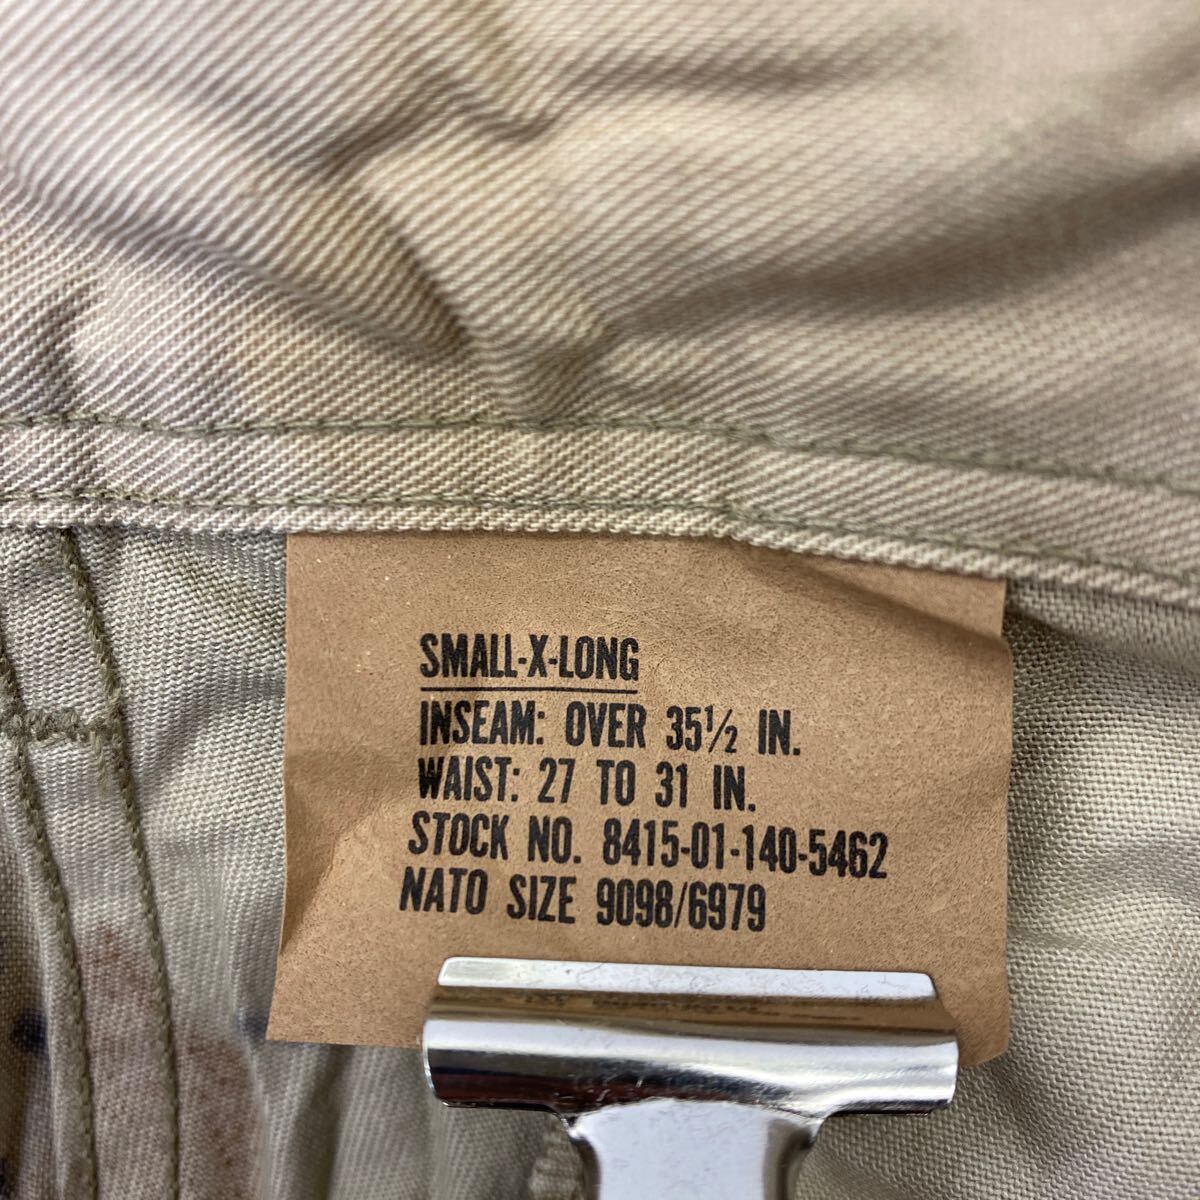 SMALL-X-LONG
INSEAM: OVER 35½ IN.
WAIST: 27 TO 31 IN.
STOCK NO. 8415-01-140-5462
NATO SIZE 9098/6979